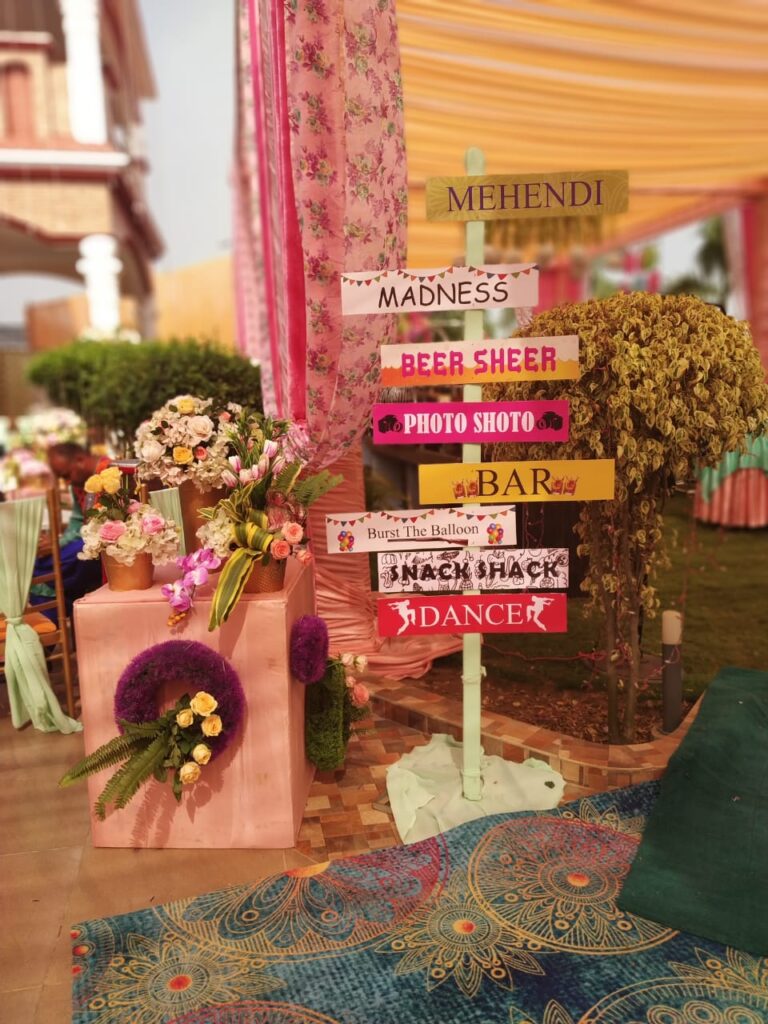 MEHENDI
MADNESS
BEER SHEER
PHOTO SHOTO
BAR
Burst The Balloon
SNACK SHACK
DANCE